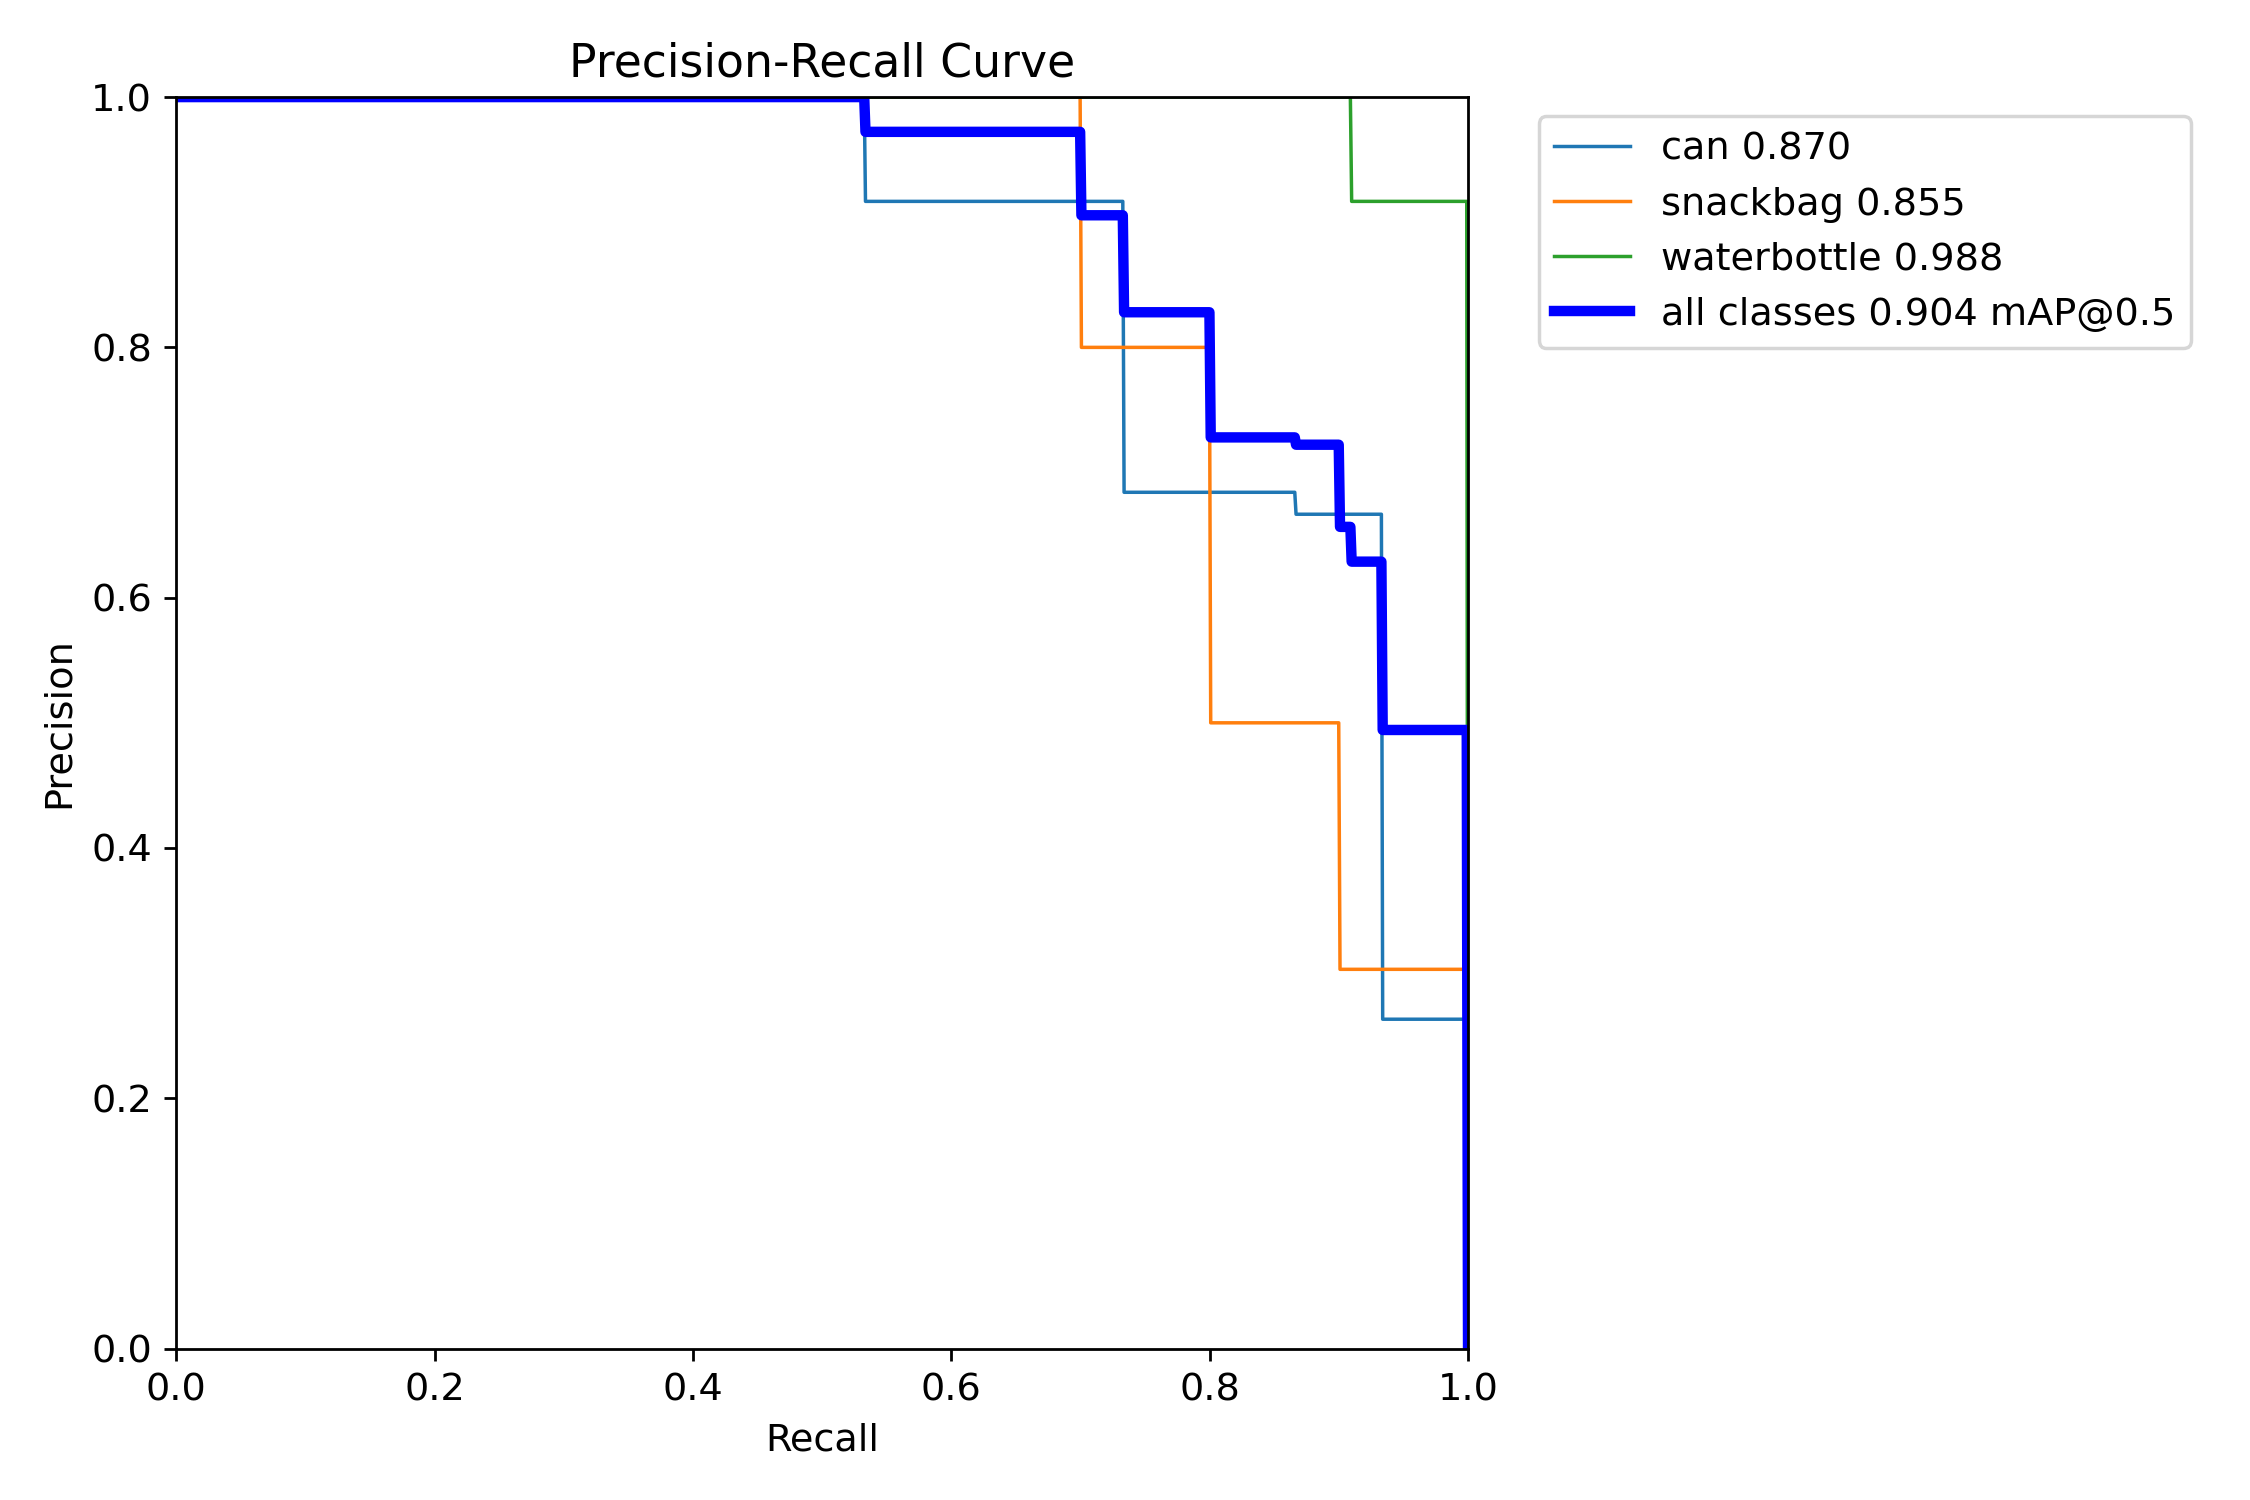 Precision-Recall Curve
1.0
0.8
0.6
0.4
0.2
0.0
Precision
0.0 0.2 0.4 0.6 0.8 1.0
Recall
can 0.870
snackbag 0.855
waterbottle 0.988
all classes 0.904 mAP@0.5